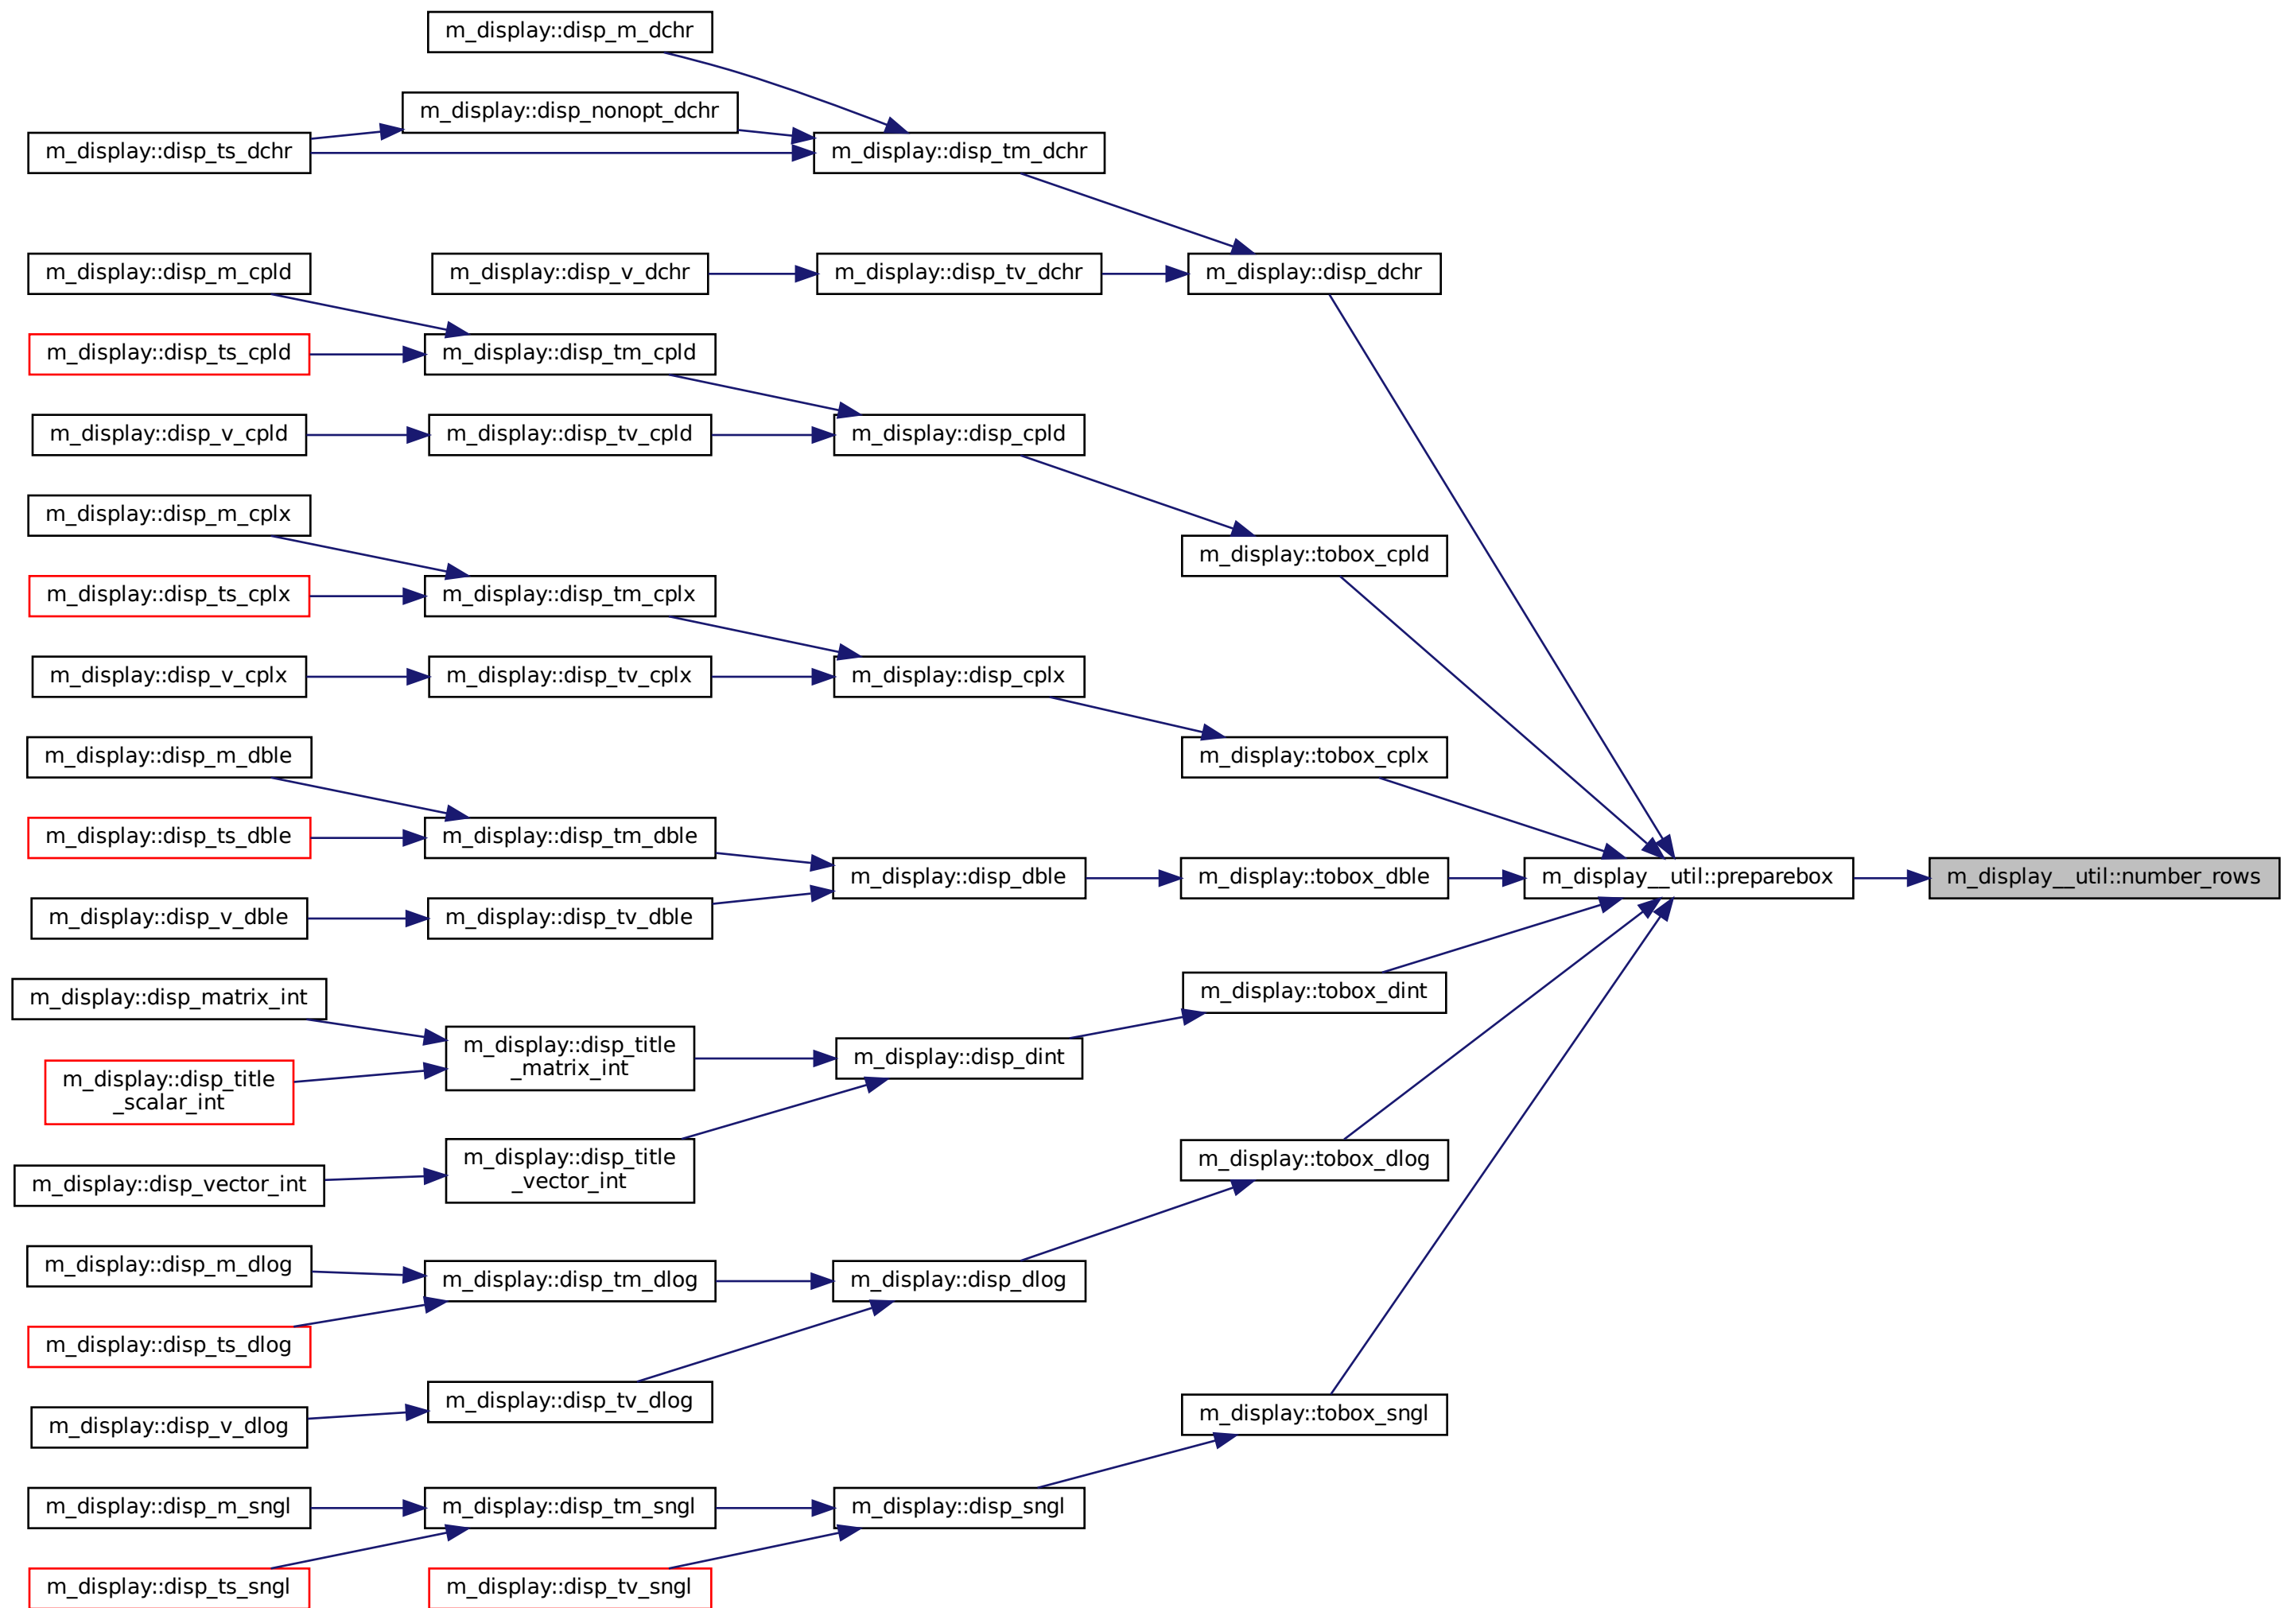 m_display::disp_m_dchr
m_display::disp_nonopt_dchr
m_display::disp_ts_dchr
m_display::disp_tm_dchr
m_display::disp_m_cpld
m_display::disp_v_dchr
m_display::disp_tv_dchr
m_display::disp_dchr
m_display::disp_ts_cpld
m_display::disp_tm_cpld
m_display::disp_v_cpld
m_display::disp_tv_cpld
m_display::disp_cpld
m_display::disp_m_cplx
m_display::tobox_cpld
m_display::disp_ts_cplx
m_display::disp_tm_cplx
m_display::disp_v_cplx
m_display::disp_tv_cplx
m_display::disp_cplx
m_display::disp_m_dble
m_display::tobox_cplx
m_display::disp_ts_dble
m_display::disp_tm_dble
m_display::disp_dble
m_display::tobox_dble
m_display__util::preparebox
m_display__util::number_rows
m_display::disp_v_dble
m_display::disp_tv_dble
m_display::disp_matrix_int
m_display::tobox_dint
m_display::disp_title
_matrix_int
m_display::disp_dint
m_display::disp_title
_scalar_int
m_display::disp_title
_vector_int
m_display::tobox_dlog
m_display::disp_vector_int
m_display::disp_m_dlog
m_display::disp_tm_dlog
m_display::disp_dlog
m_display::disp_ts_dlog
m_display::disp_tv_dlog
m_display::tobox_sngl
m_display::disp_v_dlog
m_display::disp_m_sngl
m_display::disp_tm_sngl
m_display::disp_sngl
m_display::disp_ts_sngl
m_display::disp_tv_sngl